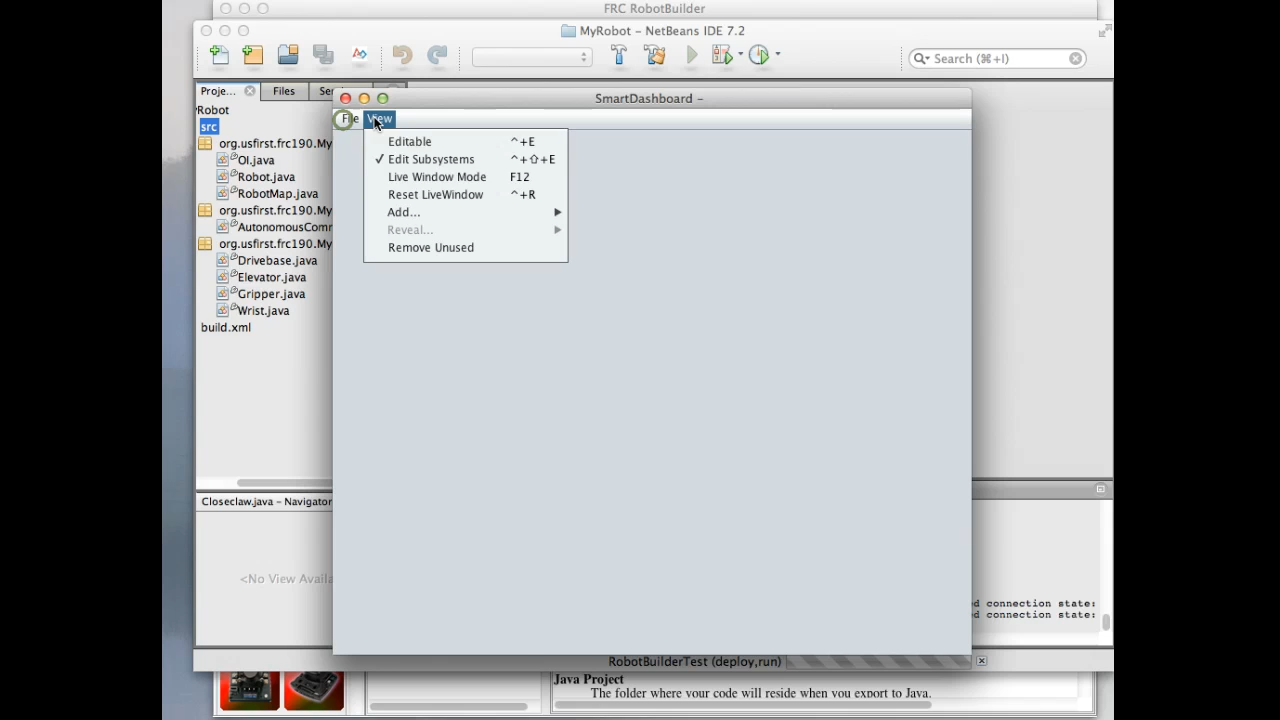 FRC RobotBuilder
MyRobot – NetBeans IDE 7.2
Search (⌘+I)
Proje...
Files
Ser
SmartDashboard –
File
View
Robot
src
org.usfirst.frc190.My
OI.java
Robot.java
RobotMap.java
org.usfirst.frc190.My
AutonomousComm
org.usfirst.frc190.My
Drivebase.java
Elevator.java
Gripper.java
Wrist.java
build.xml
Editable ^+E
✓ Edit Subsystems ^+⇧+E
Live Window Mode F12
Reset LiveWindow ^+R
Add...
Reveal...
Remove Unused
Closeclaw.java – Navigator
<No View Availa
d connection state:
d connection state:
RobotBuilderTest (deploy,run)
Java Project
The folder where your code will reside when you export to Java.